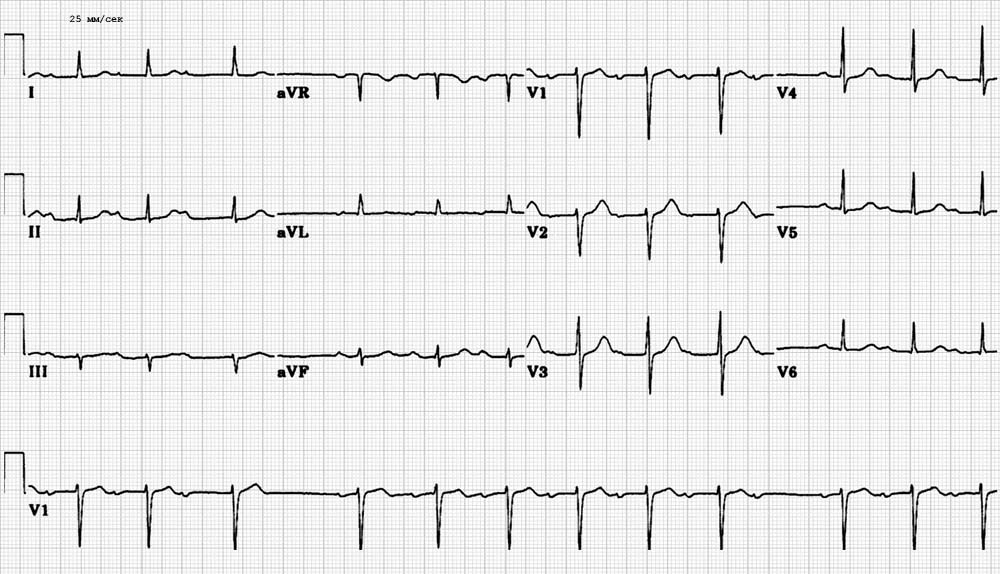 25 мм/сек
I aVR V1 V4
II aVL V2 V5
III aVF V3 V6
V1